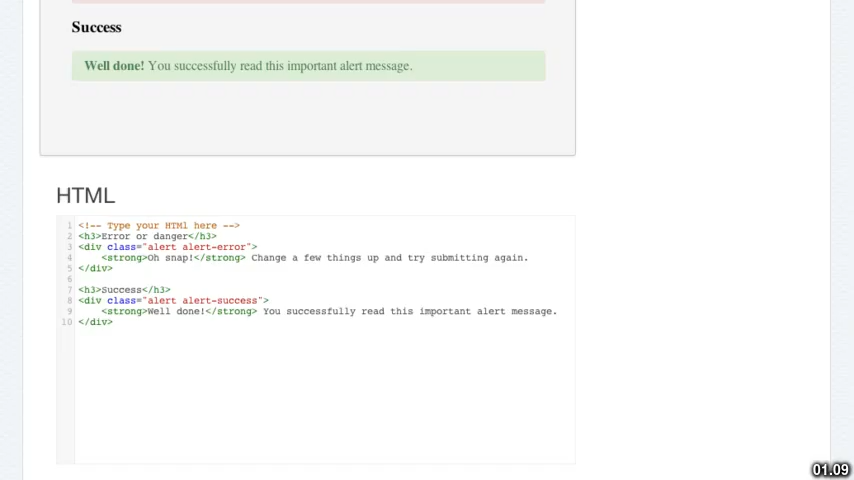 Success
Well done! You successfully read this important alert message.
HTML
1 <!-- Type your HTMl here -->
2 <h3>Error or danger</h3>
3 <div class="alert alert-error">
4 <strong>Oh snap!</strong> Change a few things up and try submitting again.
5 </div>
6
7 <h3>Success</h3>
8 <div class="alert alert-success">
9 <strong>Well done!</strong> You successfully read this important alert message.
10 </div>
01.09